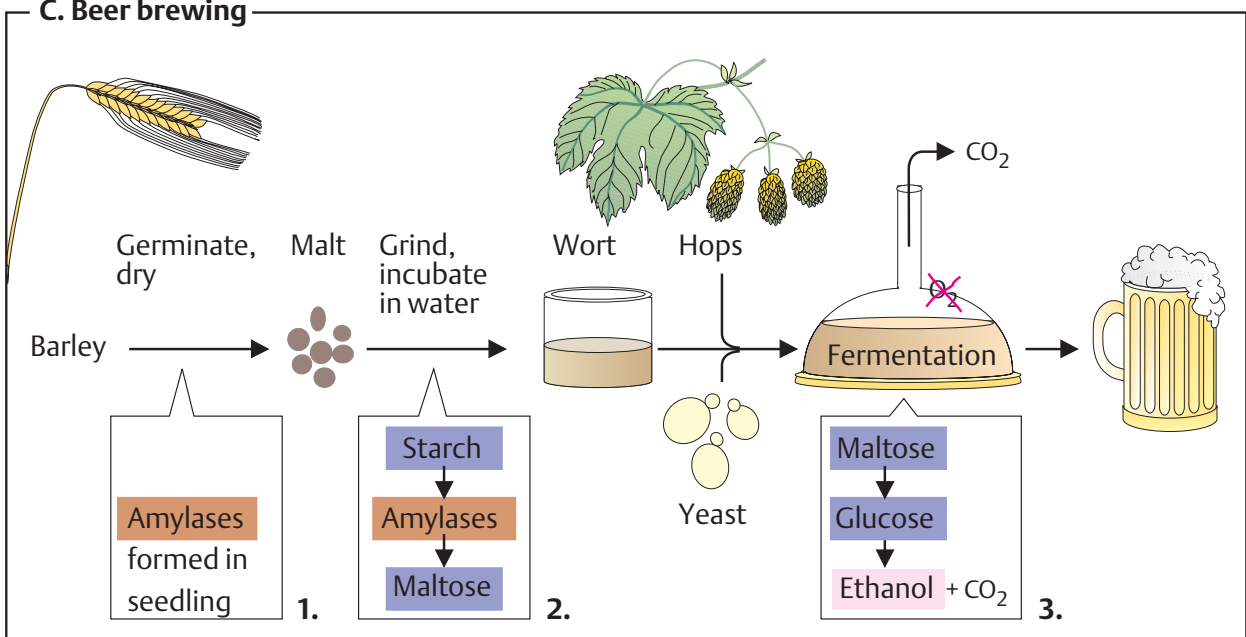 C. Beer brewing
CO₂
Germinate,
dry
Malt
Grind,
incubate
in water
Wort
Hops
O₂
Barley
Fermentation
Yeast
Amylases
formed in
seedling
1.
Starch
Amylases
Maltose
2.
Maltose
Glucose
Ethanol + CO₂
3.